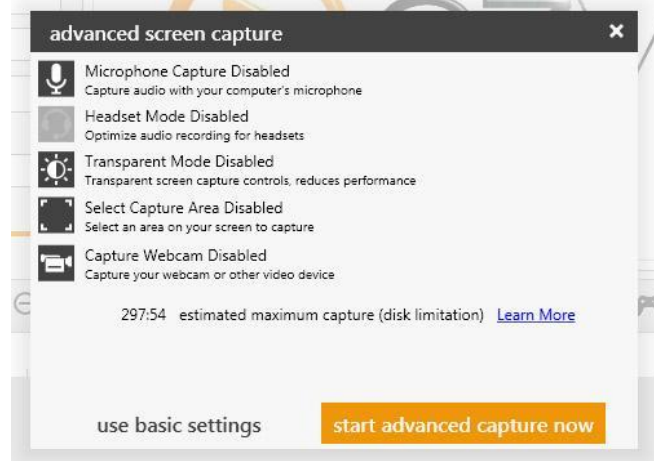 advanced screen capture
Microphone Capture Disabled
Capture audio with your computer's microphone
Headset Mode Disabled
Optimize audio recording for headsets
Transparent Mode Disabled
Transparent screen capture controls, reduces performance
Select Capture Area Disabled
Select an area on your screen to capture
Capture Webcam Disabled
Capture your webcam or other video device
297:54 estimated maximum capture (disk limitation) Learn More
use basic settings start advanced capture now